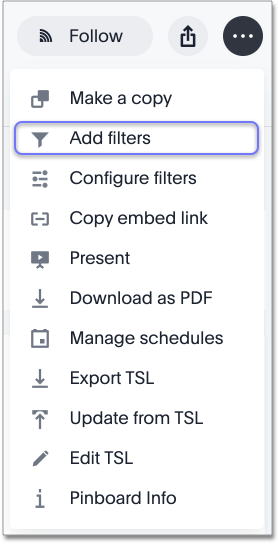 Follow
Make a copy
Add filters
Configure filters
Copy embed link
Present
Download as PDF
Manage schedules
Export TSL
Update from TSL
Edit TSL
Pinboard Info